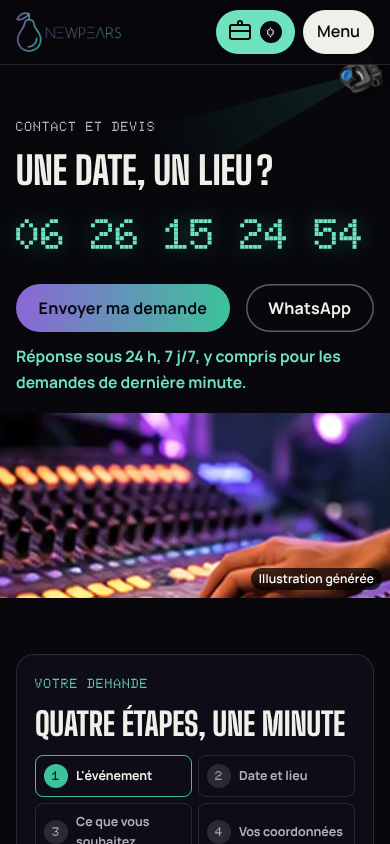 NEWPEARS
0
Menu
CONTACT ET DEVIS
UNE DATE, UN LIEU ?
06 26 15 24 54
Envoyer ma demande
WhatsApp
Réponse sous 24 h, 7 j/7, y compris pour les
demandes de dernière minute.
Illustration générée
VOTRE DEMANDE
QUATRE ÉTAPES, UNE MINUTE
1 L'événement
2 Date et lieu
3 Ce que vous
souhaitez
4 Vos coordonnées